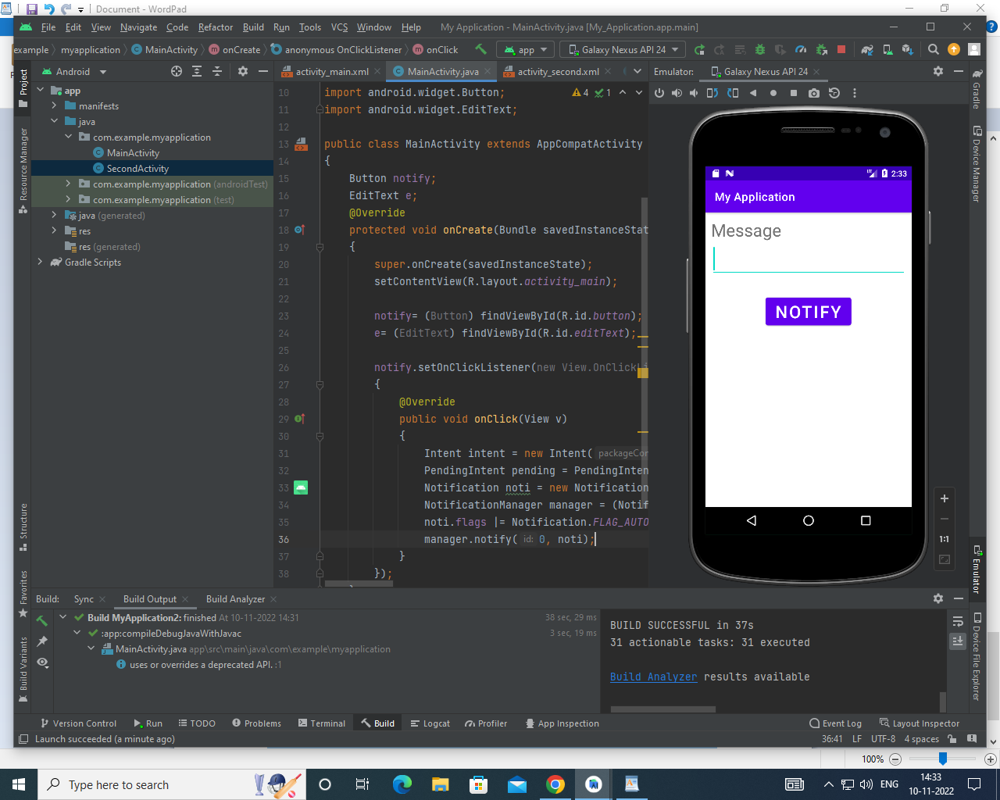 Document - WordPad
File Edit View Navigate Code Refactor Build Run Tools VCS Window Help My Application - MainActivity.java [My_Application.app.main]
example myapplication MainActivity onCreate anonymous OnClickListener onClick app Galaxy Nexus API 24
Project
Resource Manager
Structure
Favorites
Build Variants
Android
app
manifests
java
com.example.myapplication
MainActivity
SecondActivity
com.example.myapplication (androidTest)
com.example.myapplication (test)
java (generated)
res
res (generated)
Gradle Scripts
activity_main.xml MainActivity.java activity_second.xml
4 1
10 import android.widget.Button;
11 import android.widget.EditText;
12
13 public class MainActivity extends AppCompatActivity
14 {
15 Button notify;
16 EditText e;
17 @Override
18 protected void onCreate(Bundle savedInstanceStat
19 {
20 super.onCreate(savedInstanceState);
21 setContentView(R.layout.activity_main);
22
23 notify= (Button) findViewById(R.id.button);
24 e= (EditText) findViewById(R.id.editText);
25
26 notify.setOnClickListener(new View.OnClickLi
27 {
28 @Override
29 public void onClick(View v)
30 {
31 Intent intent = new Intent( packageCon
32 PendingIntent pending = PendingInten
33 Notification noti = new Notification
34 NotificationManager manager = (Notif
35 noti.flags |= Notification.FLAG_AUTO
36 manager.notify( id: 0, noti);
37 }
38 });
Emulator: Galaxy Nexus API 24
2:33
My Application
Message
NOTIFY
1:1
Gradle
Device Manager
Emulator
Device File Explorer
Build: Sync Build Output Build Analyzer
Build MyApplication2: finished At 10-11-2022 14:31 38 sec, 29 ms
:app:compileDebugJavaWithJavac 3 sec, 19 ms
MainActivity.java app\src\main\java\com\example\myapplication
uses or overrides a deprecated API. :1
BUILD SUCCESSFUL in 37s
31 actionable tasks: 31 executed
Build Analyzer results available
Version Control Run TODO Problems Terminal Build Logcat Profiler App Inspection Event Log Layout Inspector
Launch succeeded (a minute ago) 36:41 LF UTF-8 4 spaces
100%
Type here to search
ENG
14:33
10-11-2022